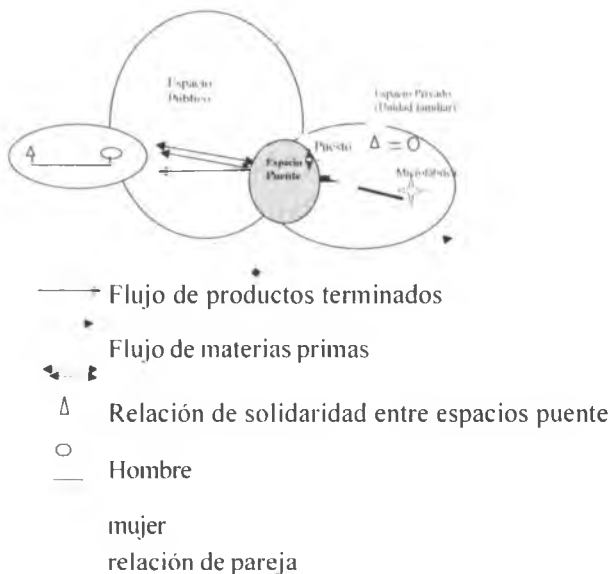 Espacio
Público
Espacio Privado
(Unidad familiar)
Puesto
Δ = O
Espacio
Puente
Microfábrica
Flujo de productos terminados
Flujo de materias primas
Relación de solidaridad entre espacios puente
Hombre
mujer
relación de pareja